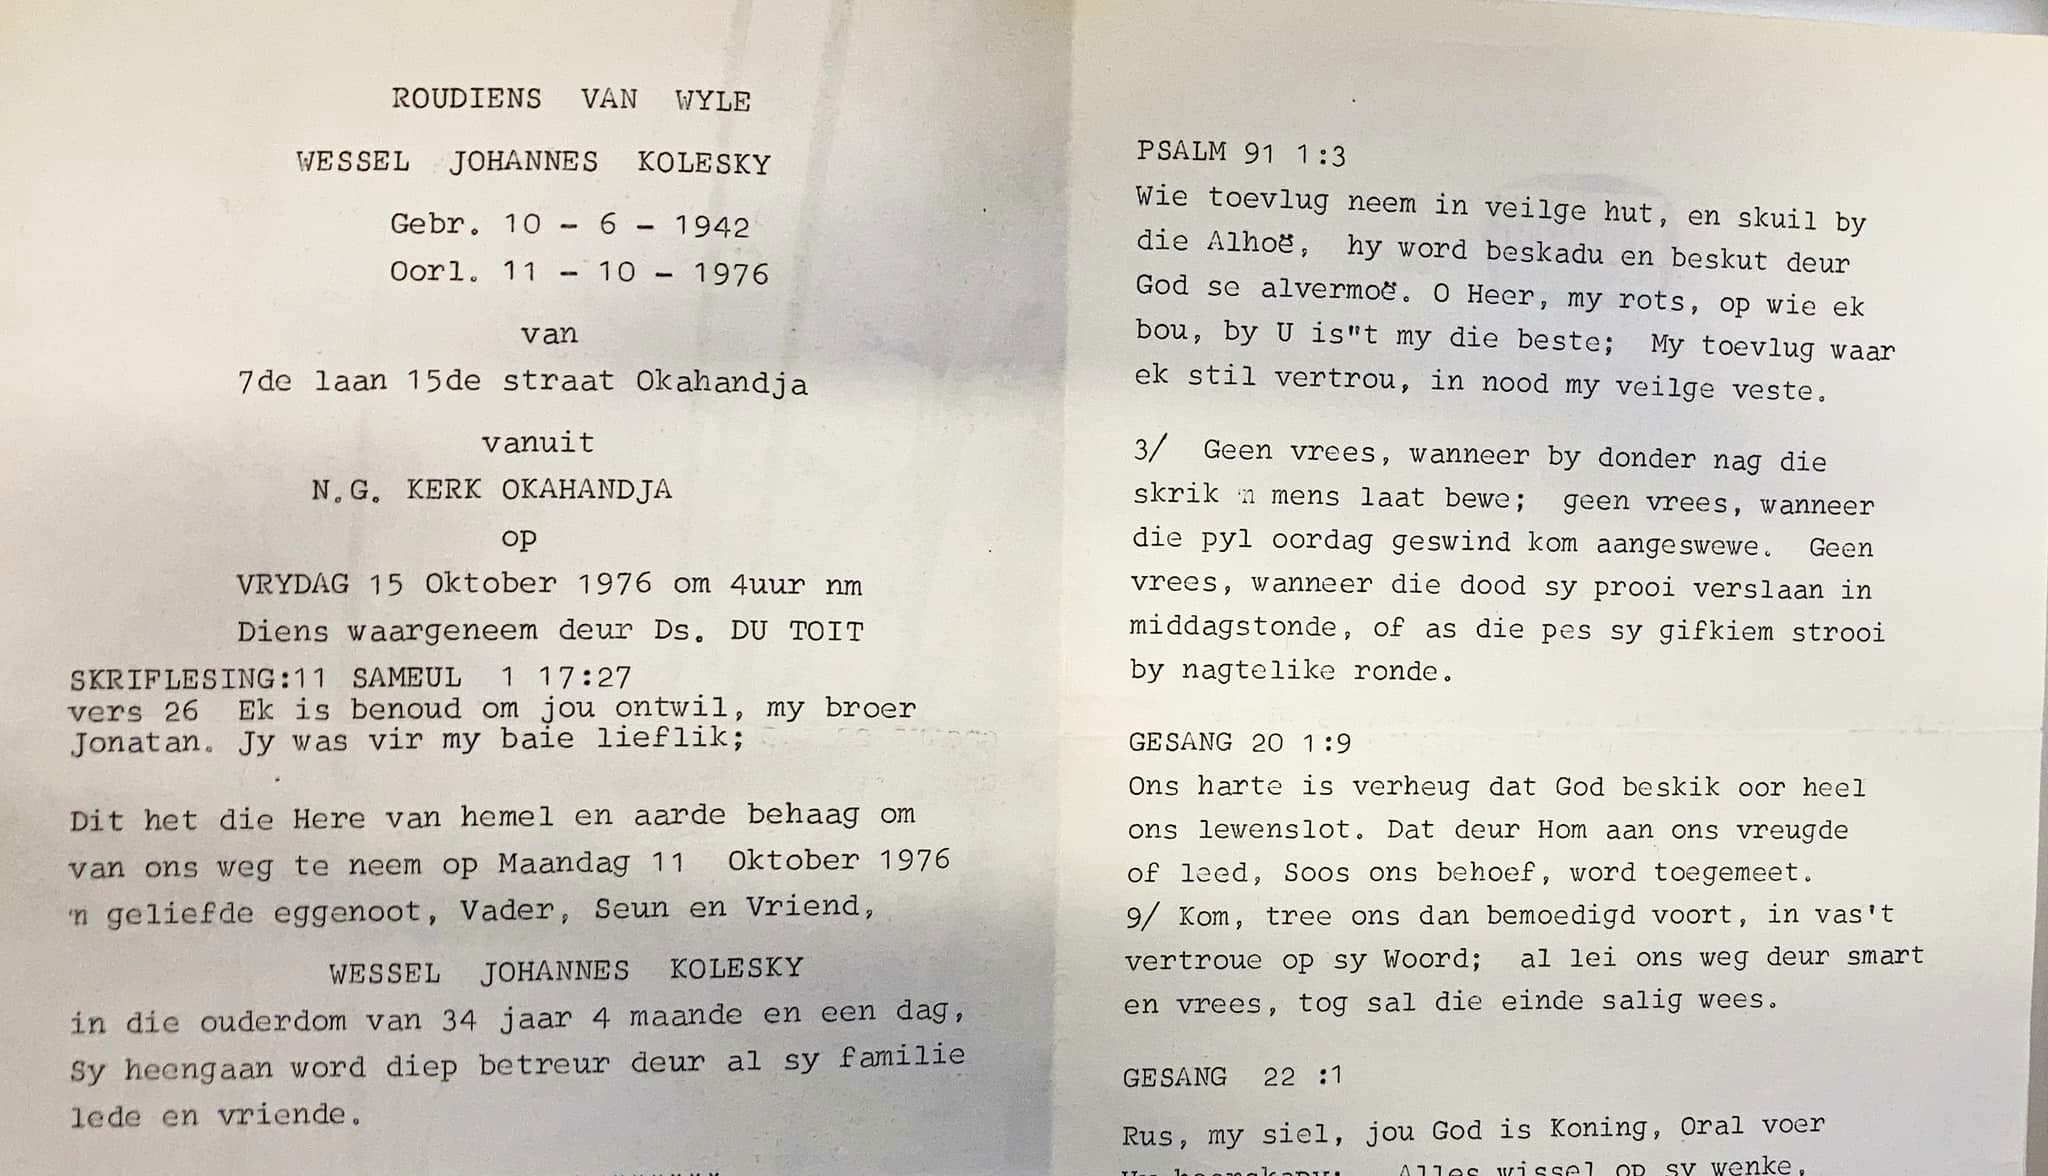 ROUDIENS VAN WYLE
WESSEL JOHANNES KOLESKY
Gebr. 10 - 6 - 1942
Oorl. 11 - 10 - 1976
van
7de laan 15de straat Okahandja
vanuit
N.G. KERK OKAHANDJA
op
VRYDAG 15 Oktober 1976 om 4uur nm
Diens waargeneem deur Ds. DU TOIT
SKRIFLESING:11 SAMEUL 1 17:27
vers 26 Ek is benoud om jou ontwil, my broer
Jonatan. Jy was vir my baie lieflik;
Dit het die Here van hemel en aarde behaag om
van ons weg te neem op Maandag 11 Oktober 1976
'n geliefde eggenoot, Vader, Seun en Vriend,
WESSEL JOHANNES KOLESKY
in die ouderdom van 34 jaar 4 maande en een dag,
Sy heengaan word diep betreur deur al sy familie
lede en vriende.
PSALM 91 1:3
Wie toevlug neem in veilge hut, en skuil by
die Alhoë, hy word beskadu en beskut deur
God se alvermoë. O Heer, my rots, op wie ek
bou, by U is"t my die beste; My toevlug waar
ek stil vertrou, in nood my veilge veste.
3/ Geen vrees, wanneer by donder nag die
skrik 'n mens laat bewe; geen vrees, wanneer
die pyl oordag geswind kom aangeswewe. Geen
vrees, wanneer die dood sy prooi verslaan in
middagstonde, of as die pes sy gifkiem strooi
by nagtelike ronde.
GESANG 20 1:9
Ons harte is verheug dat God beskik oor heel
ons lewenslot. Dat deur Hom aan ons vreugde
of leed, Soos ons behoef, word toegemeet.
9/ Kom, tree ons dan bemoedigd voort, in vas't
vertroue op sy Woord; al lei ons weg deur smart
en vrees, tog sal die einde salig wees.
GESANG 22 :1
Rus, my siel, jou God is Koning, Oral voer
Alles wissel op sy wenke,